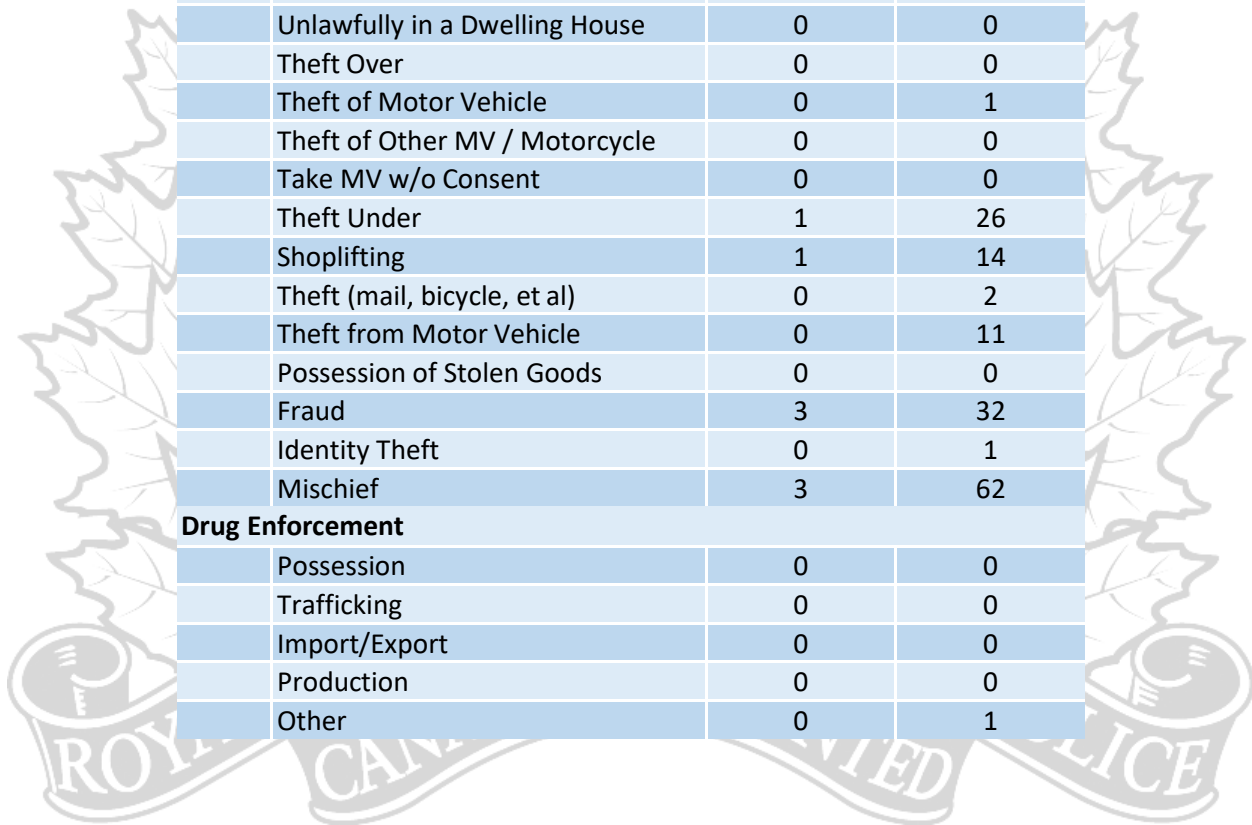 Unlawfully in a Dwelling House 0 0
Theft Over 0 0
Theft of Motor Vehicle 0 1
Theft of Other MV / Motorcycle 0 0
Take MV w/o Consent 0 0
Theft Under 1 26
Shoplifting 1 14
Theft (mail, bicycle, et al) 0 2
Theft from Motor Vehicle 0 11
Possession of Stolen Goods 0 0
Fraud 3 32
Identity Theft 0 1
Mischief 3 62
Drug Enforcement
Possession 0 0
Trafficking 0 0
Import/Export 0 0
Production 0 0
Other 0 1